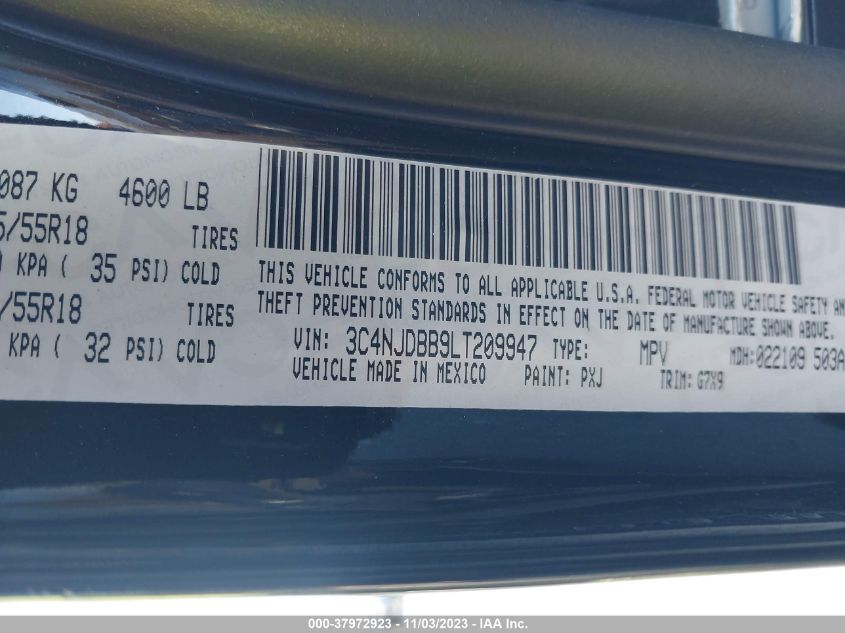 087 KG 4600 LB
/55R18 TIRES
KPA ( 35 PSI) COLD
/55R18 TIRES
KPA ( 32 PSI) COLD
THIS VEHICLE CONFORMS TO ALL APPLICABLE U.S.A. FEDERAL MOTOR VEHICLE SAFETY AN
THEFT PREVENTION STANDARDS IN EFFECT ON THE DATE OF MANUFACTURE SHOWN ABOVE.
VIN: 3C4NJDBB9LT209947 TYPE: MPV MDH:022109 503A
VEHICLE MADE IN MEXICO PAINT: PXJ TRIM: G7X9
000-37972923 - 11/03/2023 - IAA Inc.